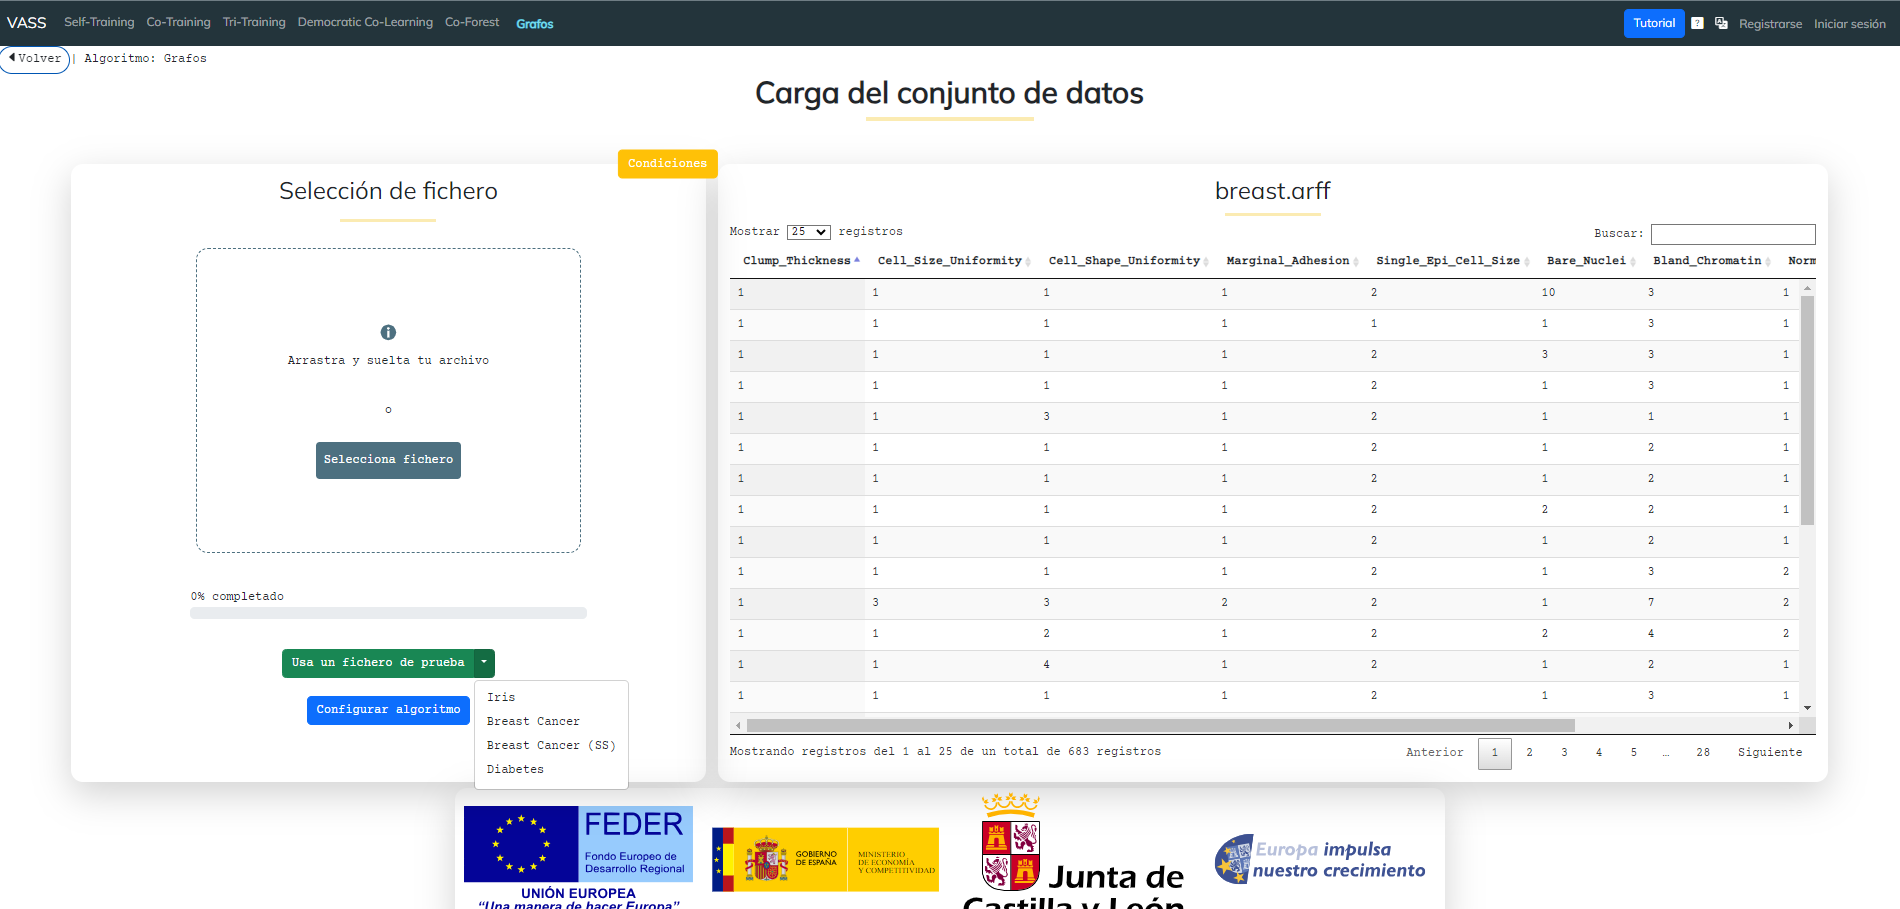 VASS Self-Training Co-Training Tri-Training Democratic Co-Learning Co-Forest Grafos Tutorial ? Registrarse Iniciar sesión
Volver | Algoritmo: Grafos
Carga del conjunto de datos
Condiciones
Selección de fichero
Arrastra y suelta tu archivo
o
Selecciona fichero
0% completado
Usa un fichero de prueba
Configurar algoritmo
Iris
Breast Cancer
Breast Cancer (SS)
Diabetes
breast.arff
Mostrar 25 registros Buscar:
Clump_Thickness Cell_Size_Uniformity Cell_Shape_Uniformity Marginal_Adhesion Single_Epi_Cell_Size Bare_Nuclei Bland_Chromatin Norm
1 1 1 1 2 10 3 1
1 1 1 1 1 1 3 1
1 1 1 1 2 3 3 1
1 1 1 1 2 1 3 1
1 1 3 1 2 1 1 1
1 1 1 1 2 1 2 1
1 1 1 1 2 1 2 1
1 1 1 1 2 2 2 1
1 1 1 1 2 1 2 1
1 1 1 1 2 1 3 2
1 3 3 2 2 1 7 2
1 1 2 1 2 2 4 2
1 1 4 1 2 1 2 1
1 1 1 1 2 1 3 1
Mostrando registros del 1 al 25 de un total de 683 registros Anterior 1 2 3 4 5 … 28 Siguiente
FEDER
Fondo Europeo de
Desarrollo Regional
UNIÓN EUROPEA
“Una manera de hacer Europa”
GOBIERNO
DE ESPAÑA
MINISTERIO
DE ECONOMÍA
Y COMPETITIVIDAD
Junta de
Castilla y León
Europa impulsa
nuestro crecimiento